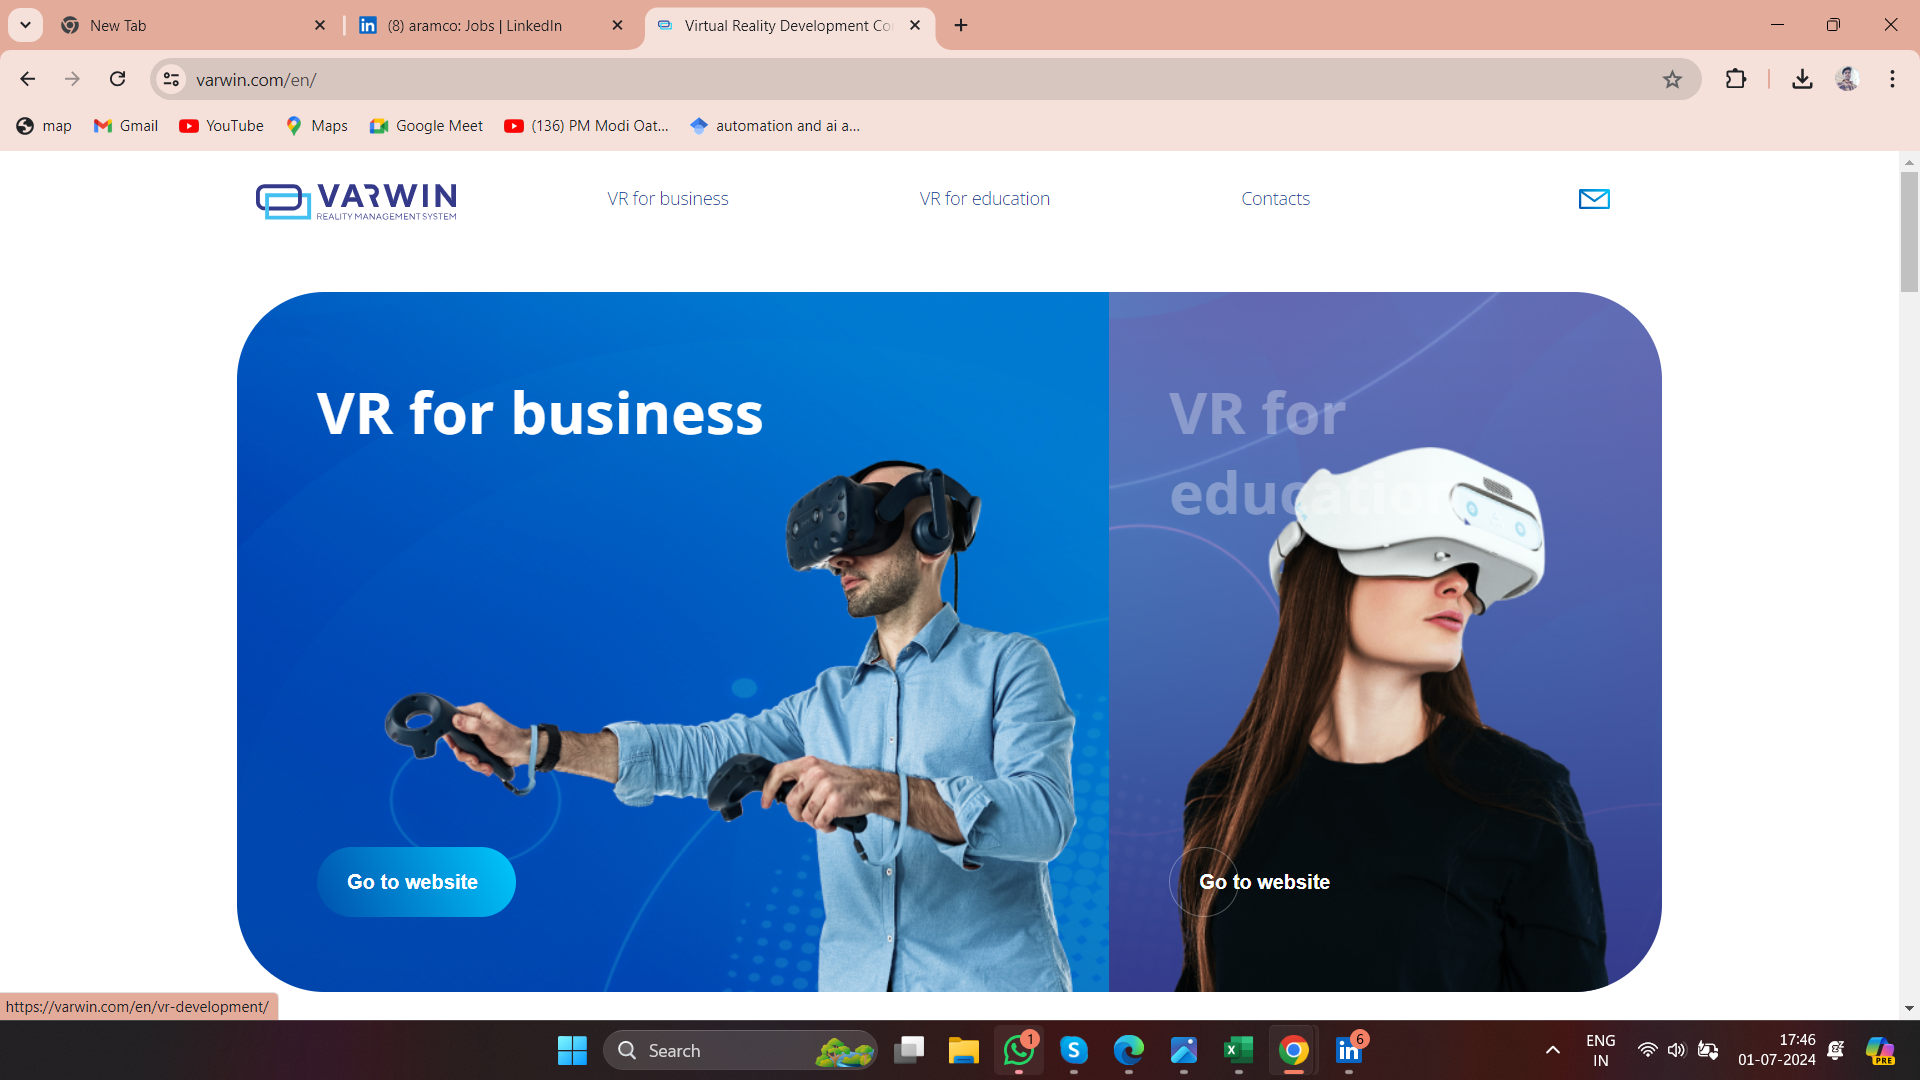 New Tab
(8) aramco: Jobs | LinkedIn
Virtual Reality Development Co
varwin.com/en/
map
Gmail
YouTube
Maps
Google Meet
(136) PM Modi Oat...
automation and ai a...
VARWIN
REALITY MANAGEMENT SYSTEM
VR for business
VR for education
Contacts
VR for business
VR for
education
Go to website
Go to website
https://varwin.com/en/vr-development/
Search
1
6
ENG
IN
17:46
01-07-2024
PRE